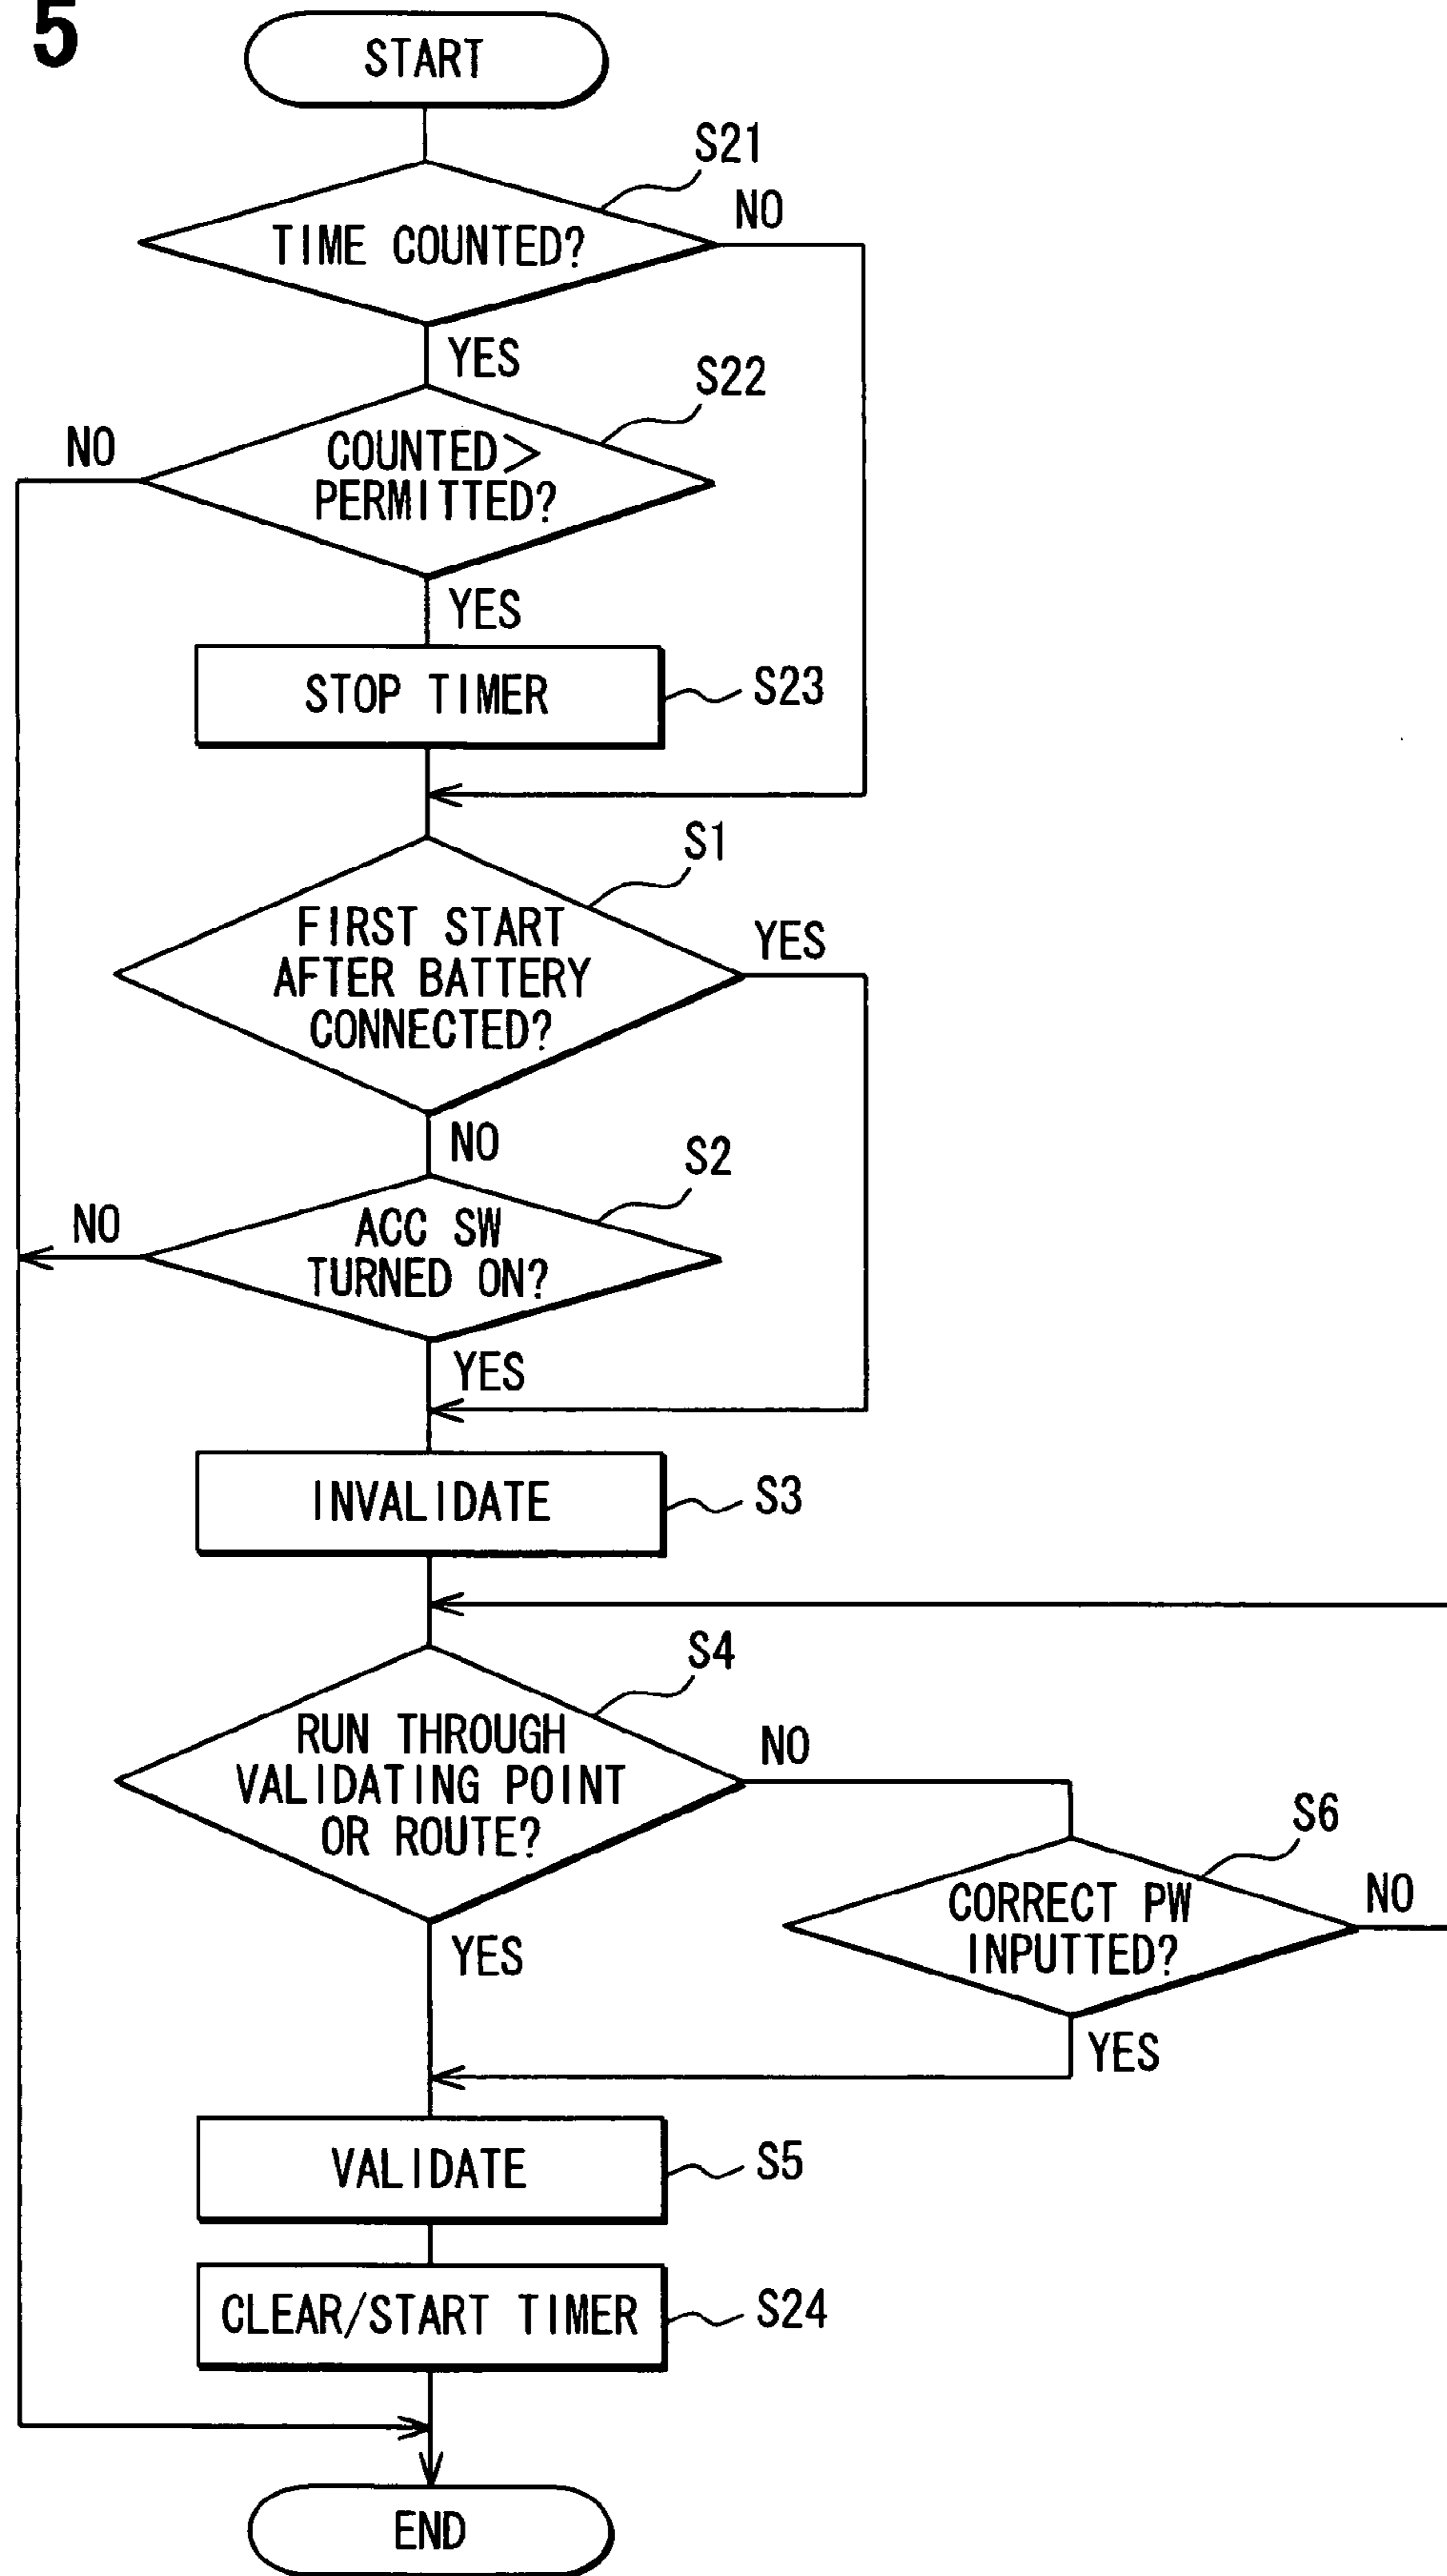 5
START
S21
NO
TIME COUNTED?
YES
S22
NO
COUNTED>
PERMITTED?
YES
STOP TIMER
S23
S1
FIRST START
AFTER BATTERY
CONNECTED?
YES
NO
S2
NO
ACC SW
TURNED ON?
YES
INVALIDATE
S3
S4
RUN THROUGH
VALIDATING POINT
OR ROUTE?
NO
S6
CORRECT PW
INPUTTED?
NO
YES
YES
VALIDATE
S5
CLEAR/START TIMER
S24
END